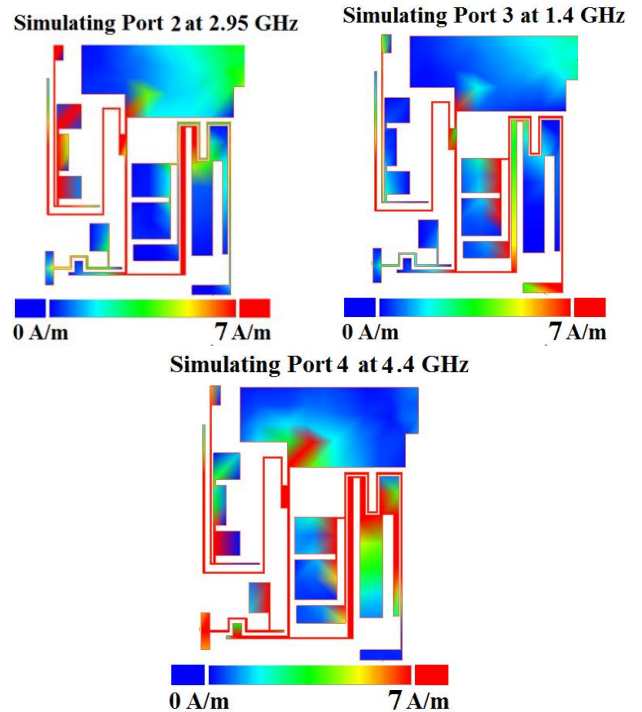 Simulating Port 2 at 2.95 GHz
Simulating Port 3 at 1.4 GHz
0 A/m 7 A/m
0 A/m 7 A/m
Simulating Port 4 at 4.4 GHz
0 A/m 7 A/m